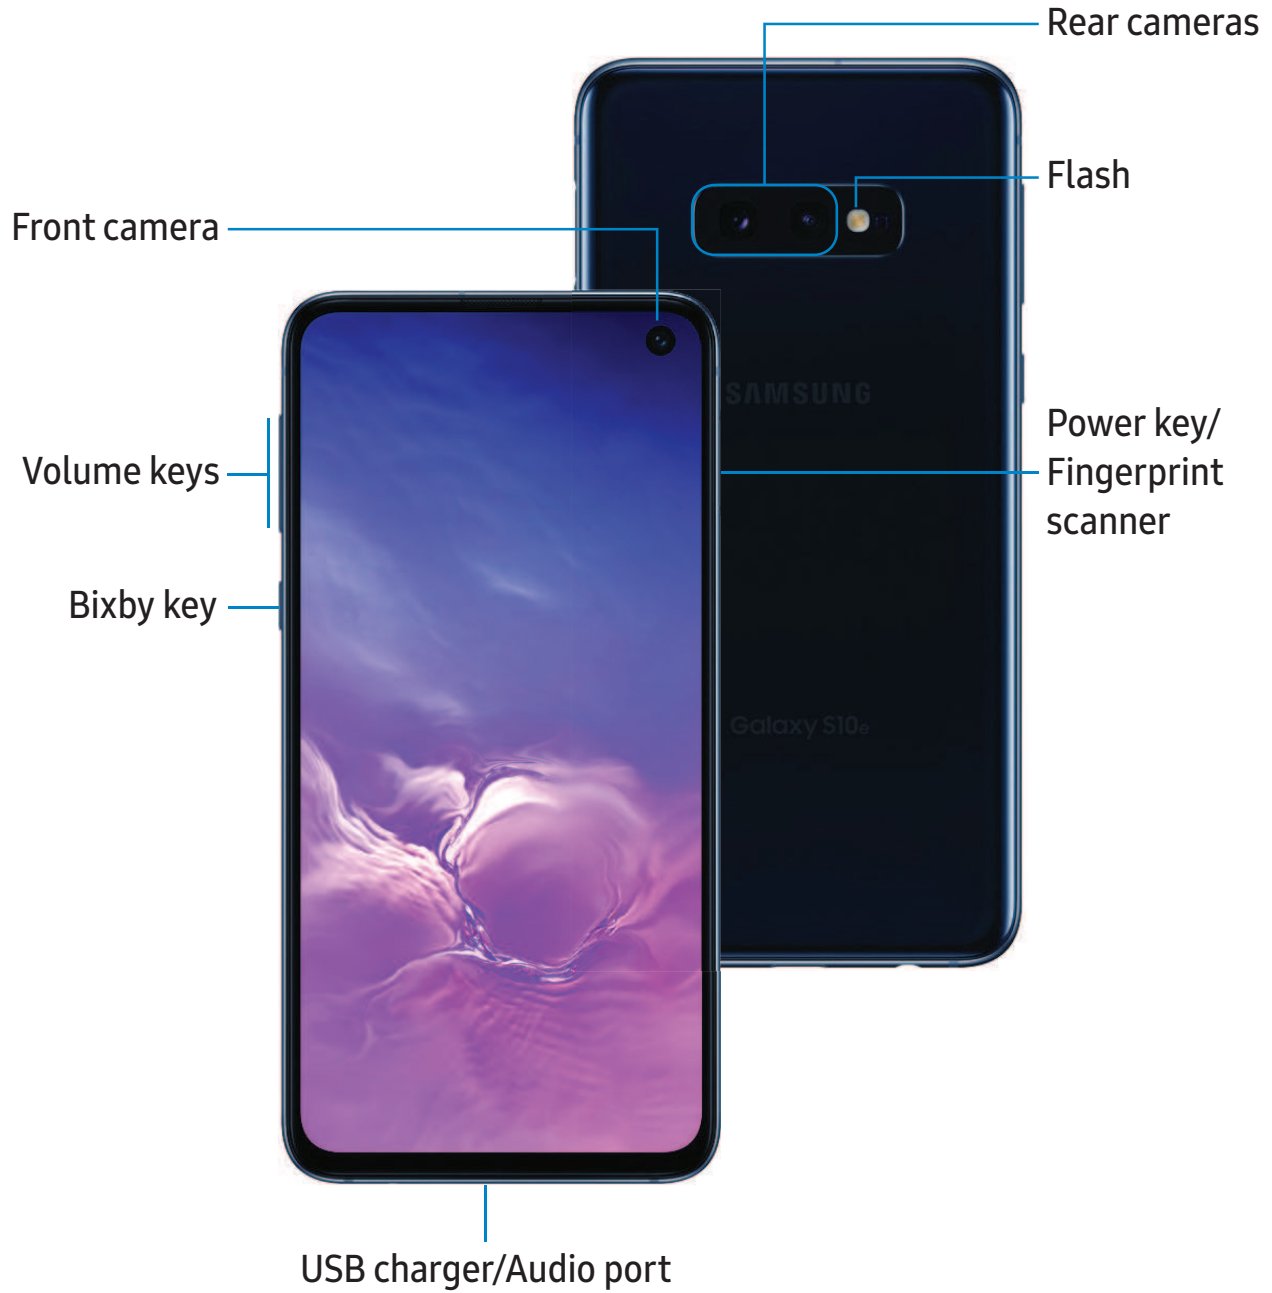 Rear cameras
Flash
Front camera
SAMSUNG
Power key/
Fingerprint
scanner
Volume keys
Bixby key
Galaxy S10e
USB charger/Audio port